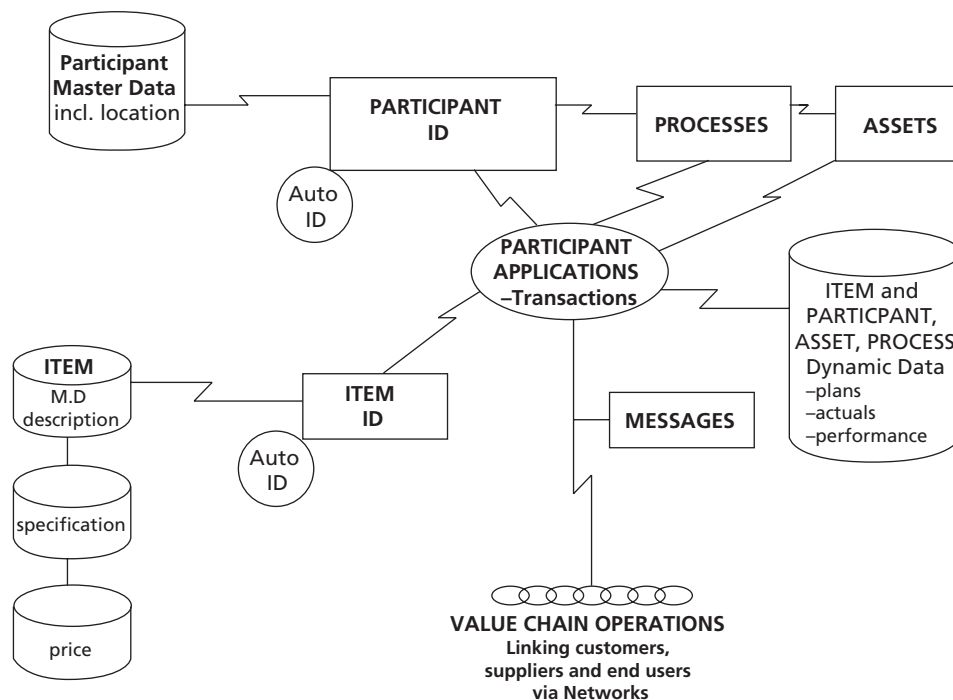 Participant
Master Data
incl. location
PARTICIPANT
ID
PROCESSES
ASSETS
Auto
ID
PARTICIPANT
APPLICATIONS
–Transactions
ITEM and
PARTICPANT,
ASSET, PROCESS
Dynamic Data
–plans
–actuals
–performance
ITEM
M.D
description
ITEM
ID
MESSAGES
Auto
ID
specification
price
VALUE CHAIN OPERATIONS
Linking customers,
suppliers and end users
via Networks